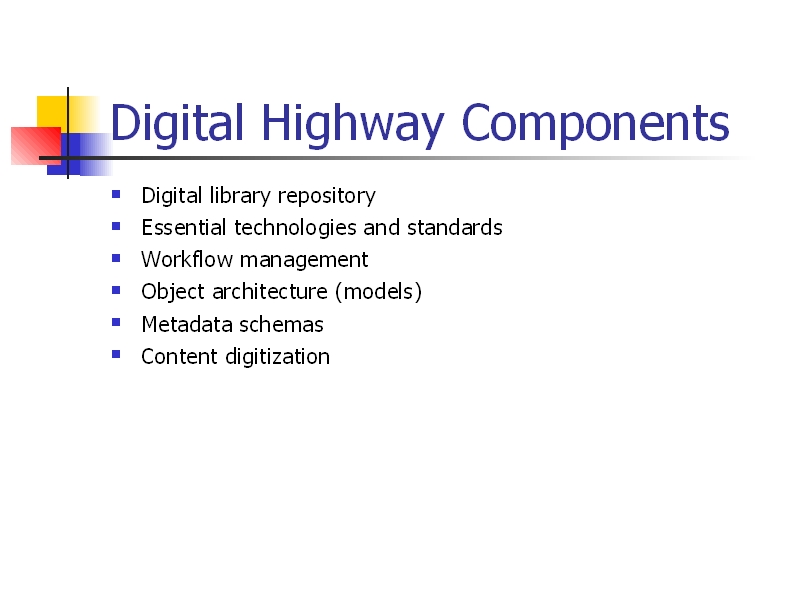 Digital Highway Components
Digital library repository
Essential technologies and standards
Workflow management
Object architecture (models)
Metadata schemas
Content digitization